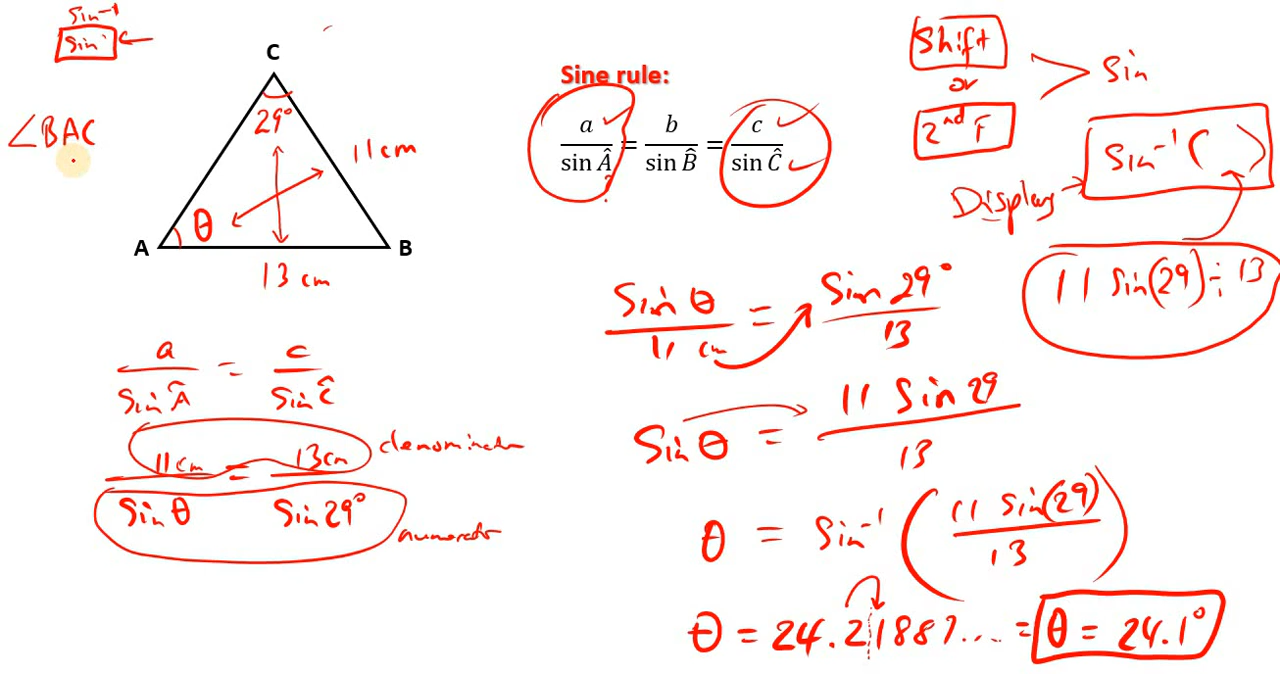 sin⁻¹
sin
∠BAC
C
29°
11 cm
θ
A
B
13 cm
a/sin Â = c/sin Ĉ
11cm/sin θ = 13cm/sin 29°
denominator
numerator
Sine rule:
a/sin Â = b/sin B̂ = c/sin Ĉ
?
Shift
or
2nd F
> Sin
Sin⁻¹ ( )
Display
11 sin(29) ÷ 13
Sin θ/11 cm = Sin 29°/13
Sin θ = 11 Sin 29/13
θ = Sin⁻¹ (11 Sin(29)/13)
θ = 24.21887... = θ = 24.1°